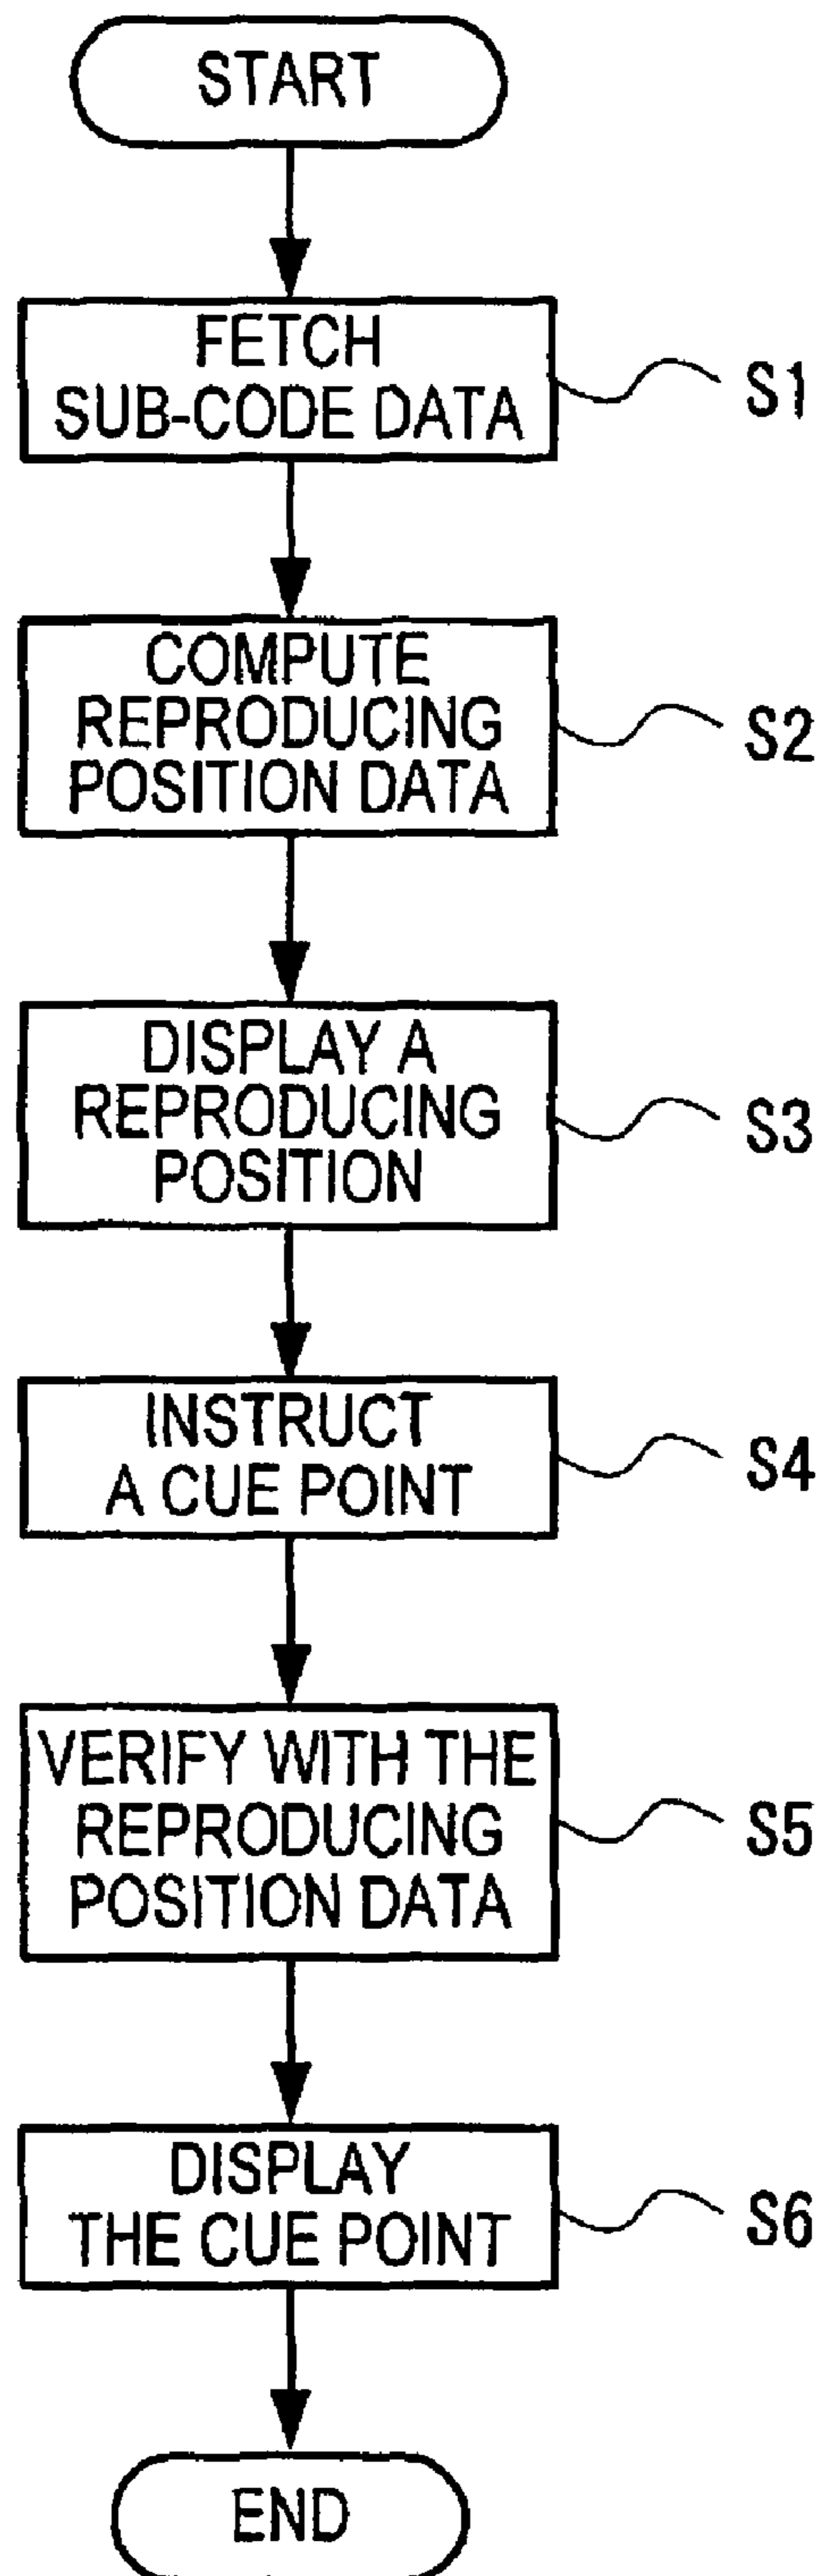 START
FETCH
SUB-CODE DATA
S1
COMPUTE
REPRODUCING
POSITION DATA
S2
DISPLAY A
REPRODUCING
POSITION
S3
INSTRUCT
A CUE POINT
S4
VERIFY WITH THE
REPRODUCING
POSITION DATA
S5
DISPLAY
THE CUE POINT
S6
END